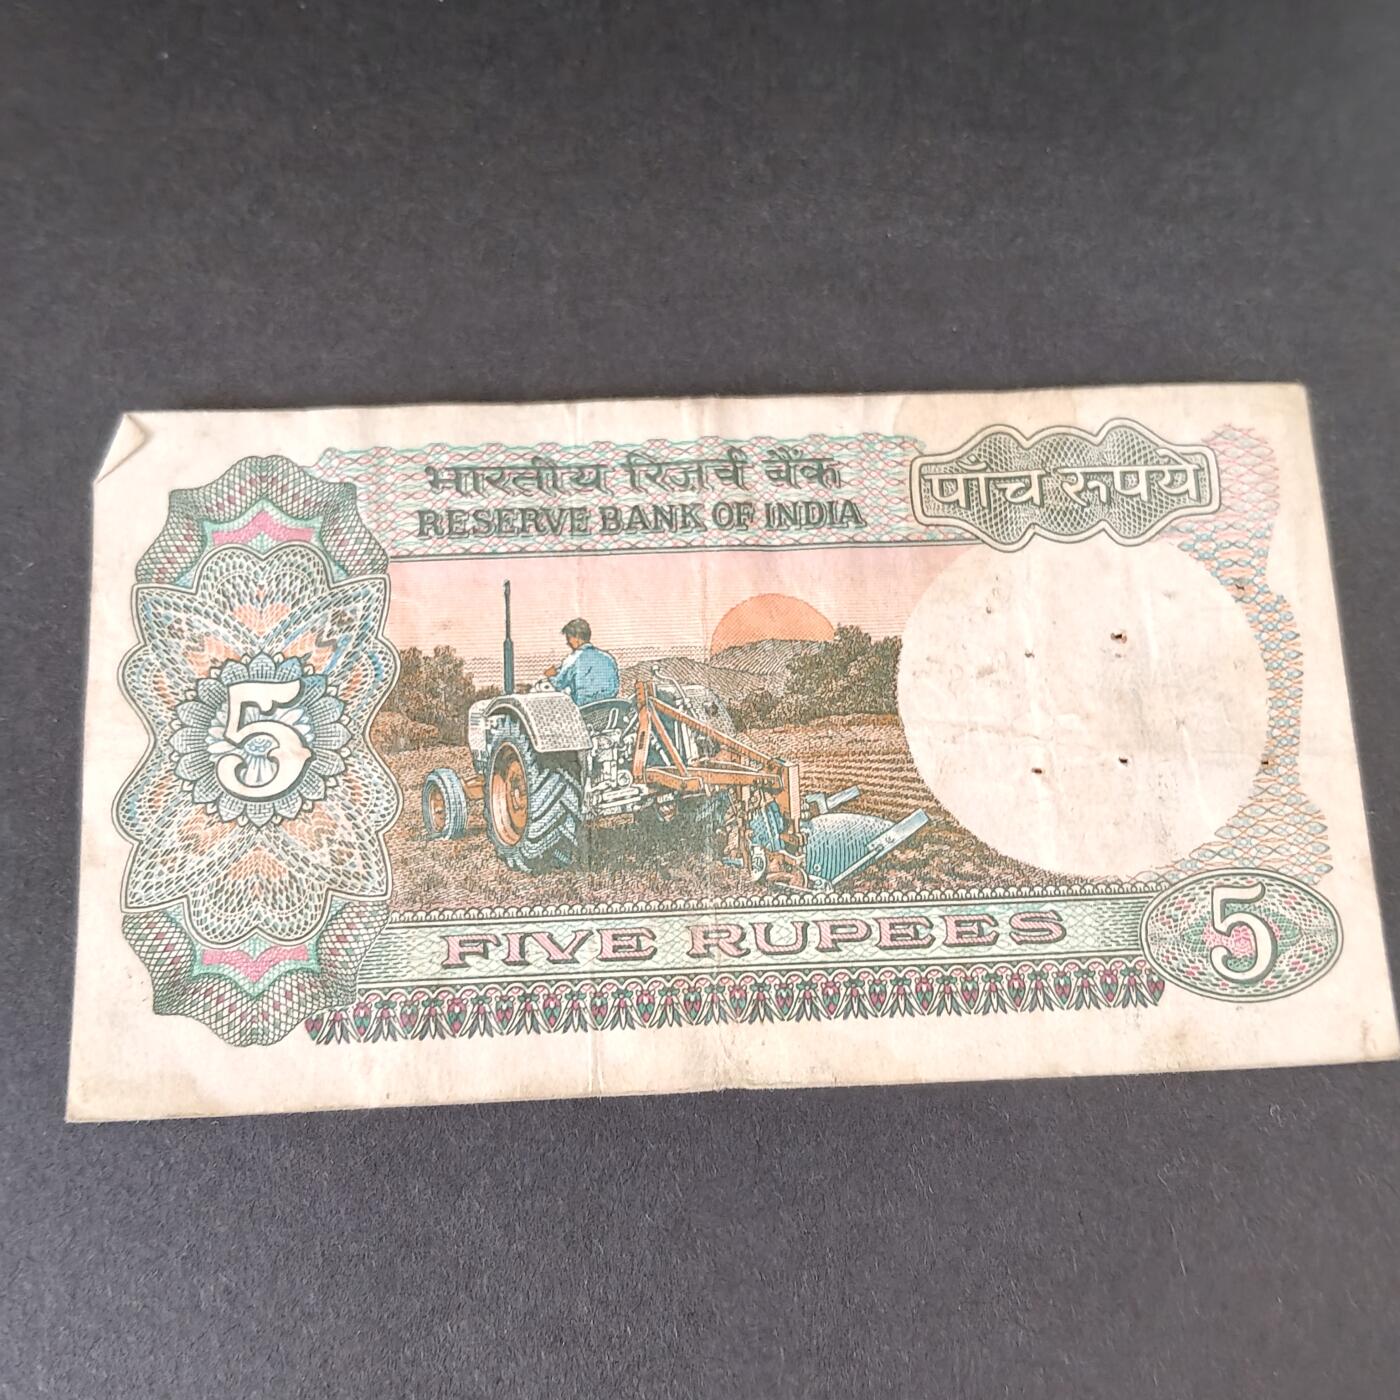 भारतीय रिज़र्व बैंक
RESERVE BANK OF INDIA
पाँच रूपये
5
FIVE RUPEES
5